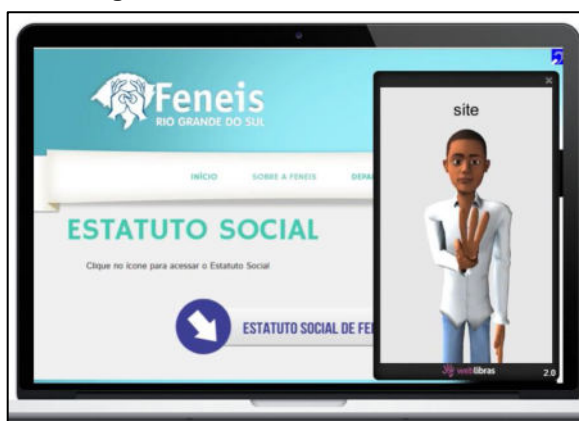 Feneis
RIO GRANDE DO SUL
INÍCIO SOBRE A FENEIS DEPA
ESTATUTO SOCIAL
Clique no ícone para acessar o Estatuto Social
ESTATUTO SOCIAL DE FE
site
weblibras 2.0